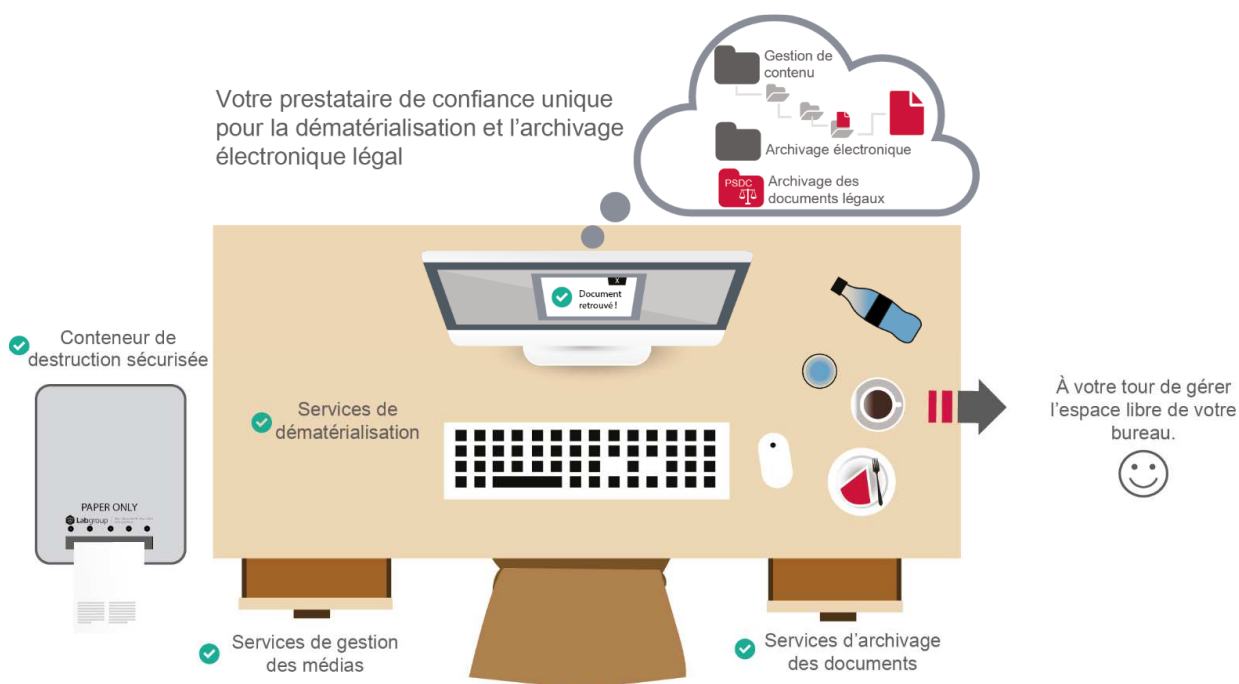 Votre prestataire de confiance unique
pour la dématérialisation et l'archivage
électronique légal
Gestion de
contenu
Archivage électronique
PSDC
Archivage des
documents légaux
X
Document
retrouvé !
Conteneur de
destruction sécurisée
PAPER ONLY
Labgroup
Services de
dématérialisation
À votre tour de gérer
l'espace libre de votre
bureau.
Services de gestion
des médias
Services d'archivage
des documents